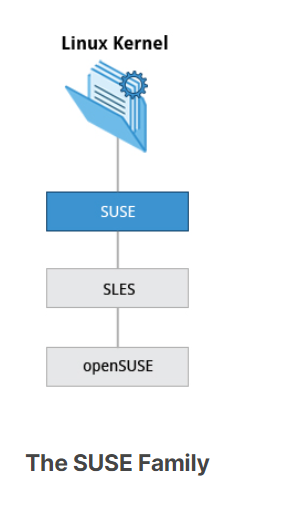 Linux Kernel
SUSE
SLES
openSUSE
The SUSE Family